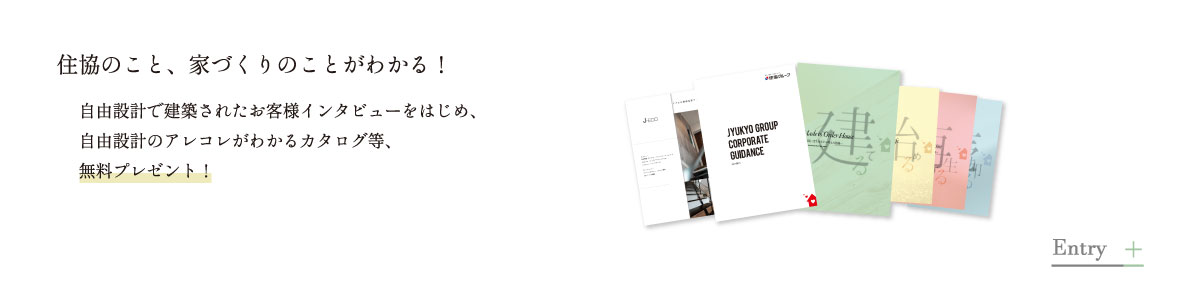 住協のこと、家づくりのことがわかる！
自由設計で建築されたお客様インタビューをはじめ、
自由設計のアレコレがわかるカタログ等、
無料プレゼント！
JYUKYO GROUP
CORPORATE
GUIDANCE
建てる
Entry +